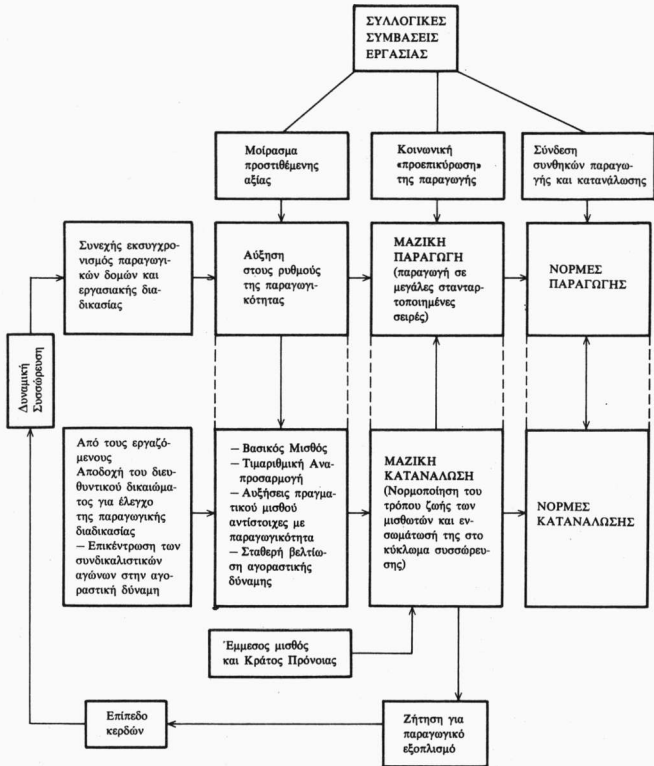 ΣΥΛΛΟΓΙΚΕΣ
ΣΥΜΒΑΣΕΙΣ
ΕΡΓΑΣΙΑΣ
Μοίρασμα
προστιθέμενης
αξίας
Κοινωνική
«προεπικύρωση»
της παραγωγής
Σύνδεση
συνθηκών παραγω-
γής και κατανάλωσης
Συνεχής εκσυγχρο-
νισμός παραγωγι-
κών δομών και
εργασιακής δια-
δικασίας
Αύξηση
στους ρυθμούς
της παραγωγι-
κότητας
ΜΑΖΙΚΗ
ΠΑΡΑΓΩΓΗ
(παραγωγή σε
μεγάλες στανταρ-
τοποιημένες
σειρές)
ΝΟΡΜΕΣ
ΠΑΡΑΓΩΓΗΣ
Δυναμική
Συσσώρευση
Από τους εργαζό-
μενους
Αποδοχή του διευ-
θυντικού δικαιώμα-
τος για έλεγχο
της παραγωγικής
διαδικασίας
– Επικέντρωση των
συνδικαλιστικών
αγώνων στην αγο-
ραστική δύναμη
– Βασικός Μισθός
– Τιμαριθμική Ανα-
προσαρμογή
– Αυξήσεις πραγμα-
τικού μισθού
αντίστοιχες με
παραγωγικότητα
– Σταθερή βελτίω-
ση αγοραστικής
δύναμης
ΜΑΖΙΚΗ
ΚΑΤΑΝΑΛΩΣΗ
(Νορμοποίηση του
τρόπου ζωής των
μισθωτών και εν-
σωμάτωσή της στο
κύκλωμα συσσώρευ-
σης)
ΝΟΡΜΕΣ
ΚΑΤΑΝΑΛΩΣΗΣ
Έμμεσος μισθός
και Κράτος Πρόνοιας
Επίπεδο
κερδών
Ζήτηση για
παραγωγικό
εξοπλισμό